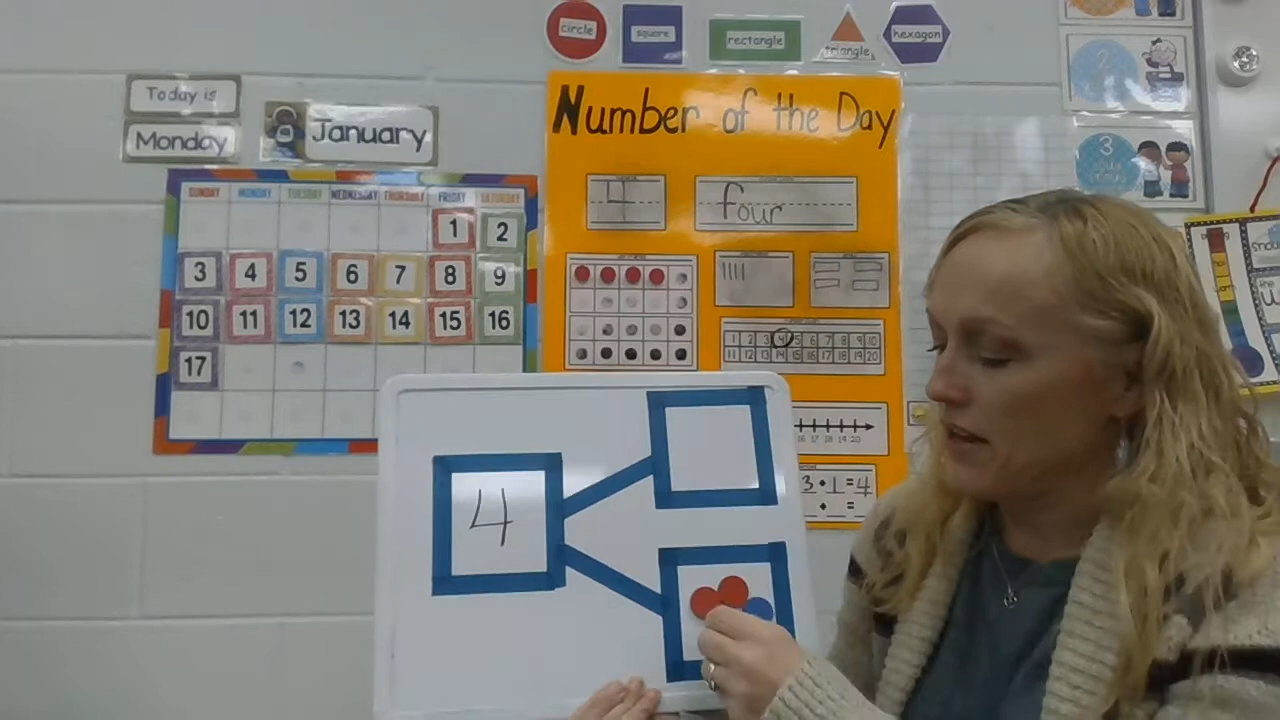 circle
square
rectangle
triangle
hexagon
Today is
Monday
January
SUNDAY MONDAY TUESDAY WEDNESDAY THURSDAY FRIDAY SATURDAY
1 2
3 4 5 6 7 8 9
10 11 12 13 14 15 16
17
Number of the Day
4
four
1 2 3 4 5 6 7 8 9 10
11 12 13 14 15 16 17 18 19 20
16 17 18 19 20
3 + 1 = 4
+ =
4
2
3